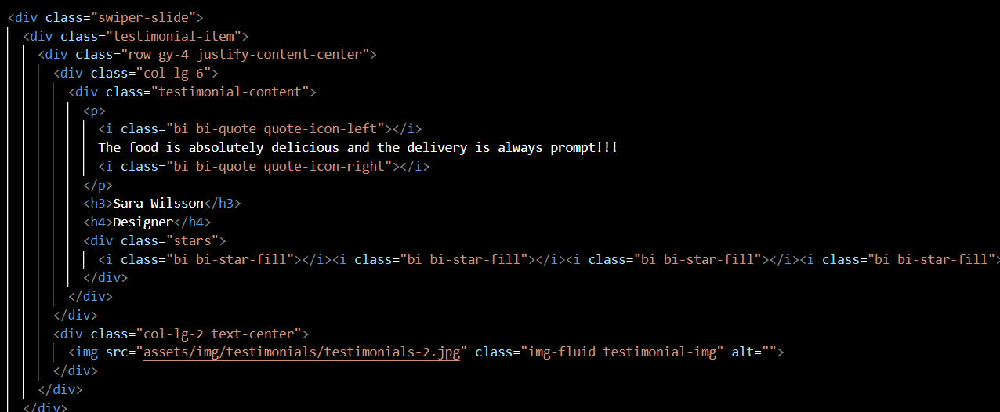 <div class="swiper-slide">
<div class="testimonial-item">
<div class="row gy-4 justify-content-center">
<div class="col-lg-6">
<div class="testimonial-content">
<p>
<i class="bi bi-quote quote-icon-left"></i>
The food is absolutely delicious and the delivery is always prompt!!!
<i class="bi bi-quote quote-icon-right"></i>
</p>
<h3>Sara Wilsson</h3>
<h4>Designer</h4>
<div class="stars">
<i class="bi bi-star-fill"></i><i class="bi bi-star-fill"></i><i class="bi bi-star-fill"></i><i class="bi bi-star-fill">
</div>
</div>
</div>
<div class="col-lg-2 text-center">
<img src="assets/img/testimonials/testimonials-2.jpg" class="img-fluid testimonial-img" alt="">
</div>
</div>
</div>